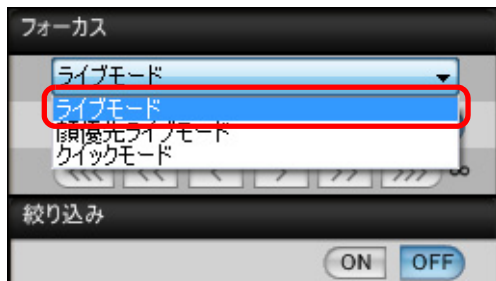 フォーカス
ライブモード
ライブモード
顔優先ライブモード
クイックモード
<<< << < > >> >>> ∞
絞り込み
ON OFF